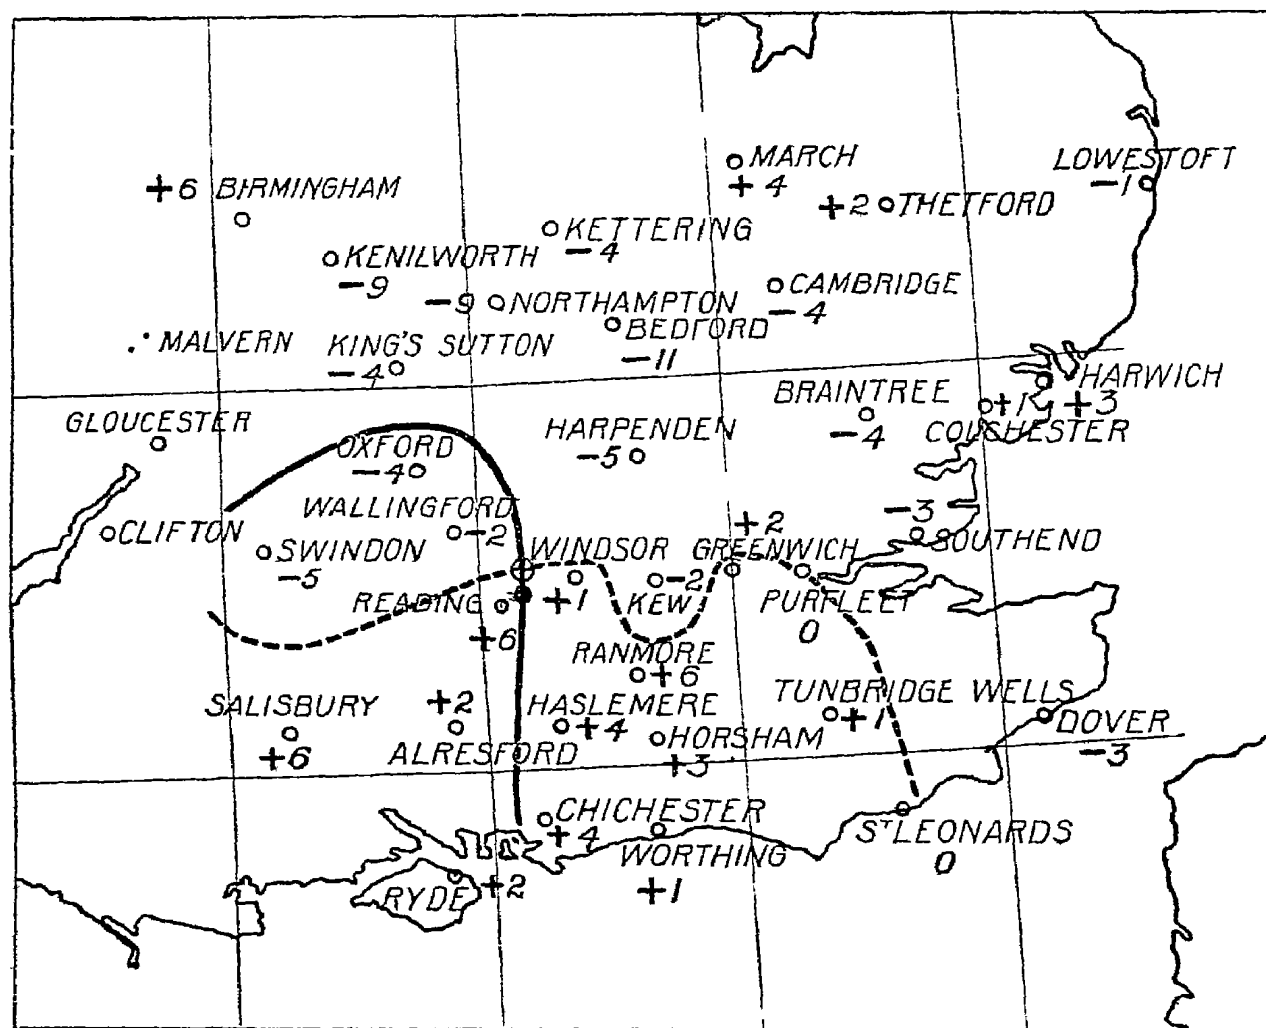 MARCH
+4
LOWESTOFT
-1
+6 BIRMINGHAM
+2 THETFORD
KETTERING
-4
KENILWORTH
-9
-9 NORTHAMPTON
CAMBRIDGE
-4
BEDFORD
-11
MALVERN
KING'S SUTTON
-4
HARWICH
+3
BRAINTREE
-4
+1
COLCHESTER
GLOUCESTER
OXFORD
-4
HARPENDEN
-5
WALLINGFORD
-2
-3
SOUTHEND
CLIFTON
SWINDON
-5
WINDSOR
+1
+2
GREENWICH
-2
KEW
PURFLEET
0
READING
+6
RANMORE
+6
TUNBRIDGE WELLS
+1
SALISBURY
+6
+2
ALRESFORD
HASLEMERE
+4
HORSHAM
+3
DOVER
-3
CHICHESTER
+4
WORTHING
+1
ST LEONARDS
0
RYDE
+2